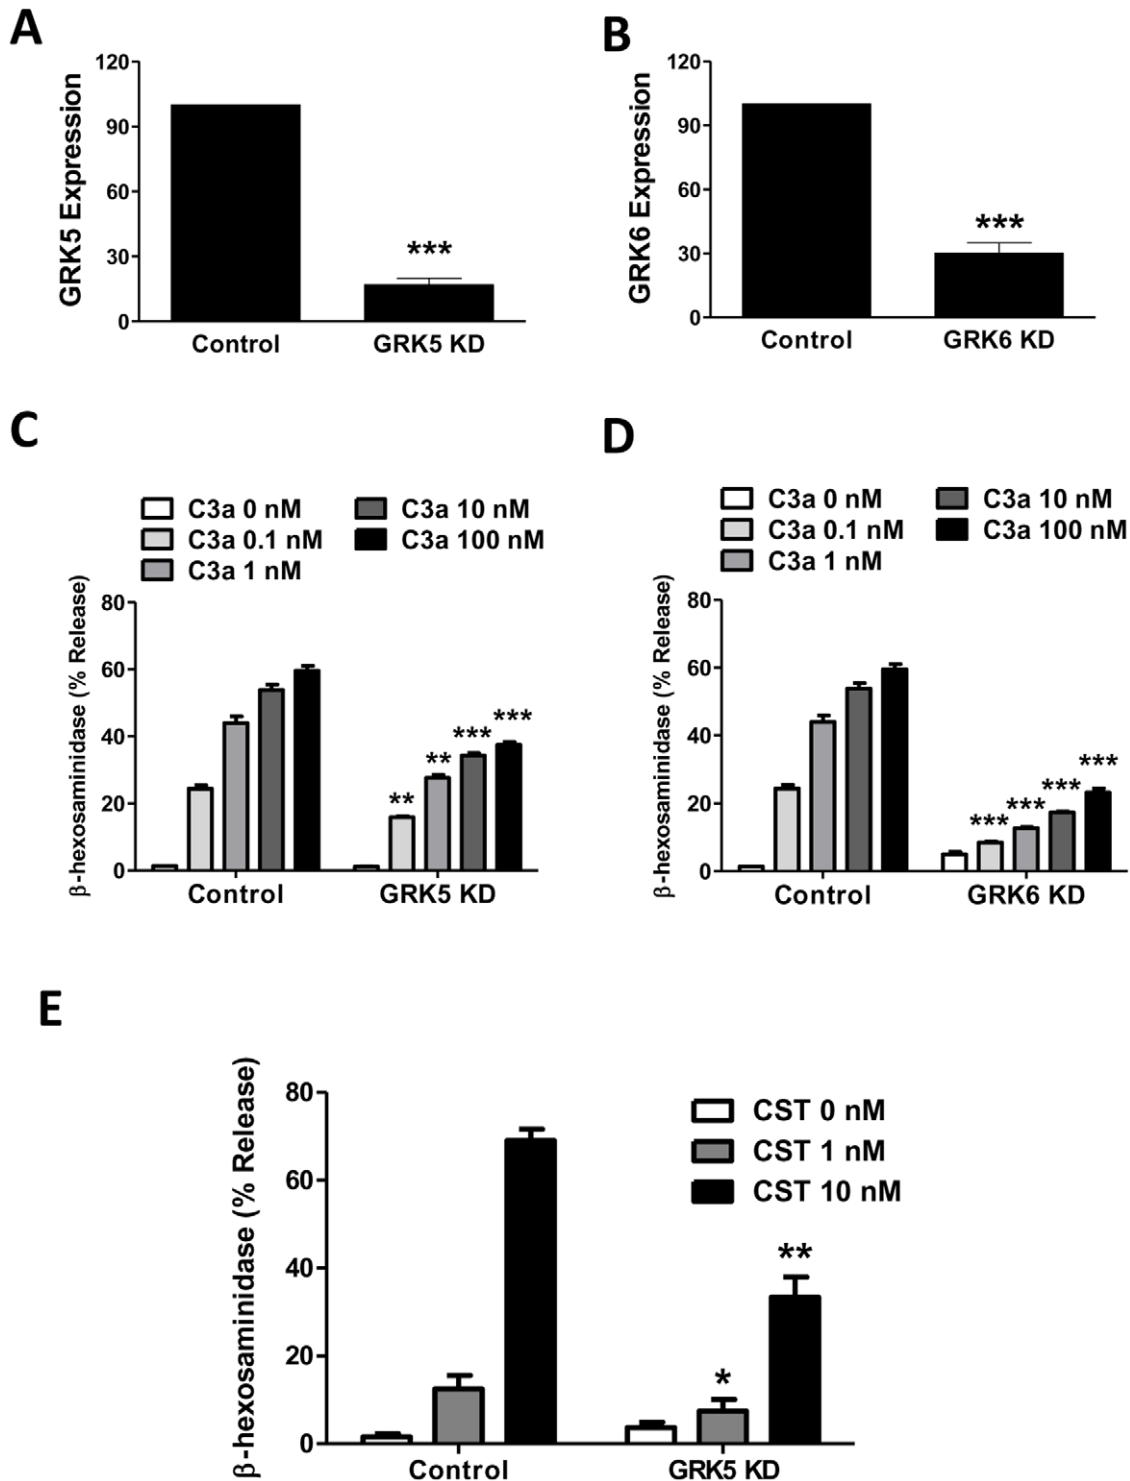 A
GRK5 Expression
120
90
60
30
0
***
Control
GRK5 KD
B
GRK6 Expression
120
90
60
30
0
***
Control
GRK6 KD
C
C3a 0 nM
C3a 0.1 nM
C3a 1 nM
C3a 10 nM
C3a 100 nM
β-hexosaminidase (% Release)
80
60
40
20
0
**
**
***
***
Control
GRK5 KD
D
C3a 0 nM
C3a 0.1 nM
C3a 1 nM
C3a 10 nM
C3a 100 nM
β-hexosaminidase (% Release)
80
60
40
20
0
***
***
***
***
Control
GRK6 KD
E
β-hexosaminidase (% Release)
80
60
40
20
0
CST 0 nM
CST 1 nM
CST 10 nM
*
**
Control
GRK5 KD